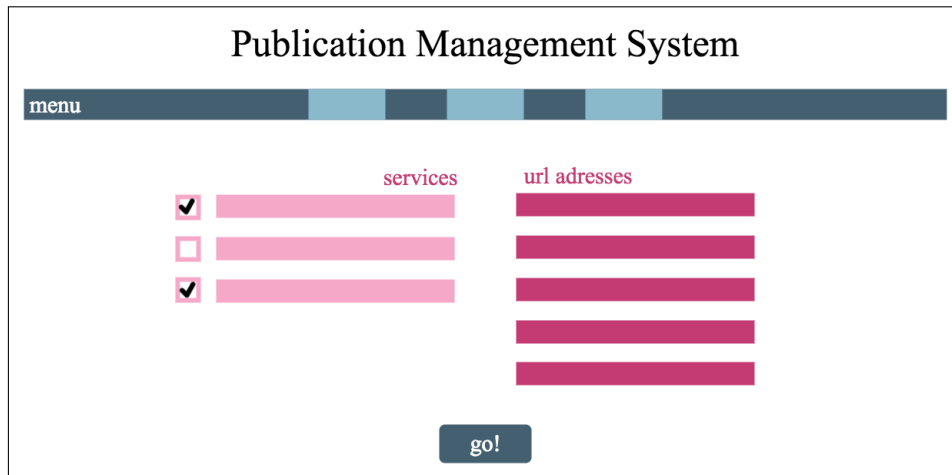 Publication Management System
menu
services
url adresses
go!